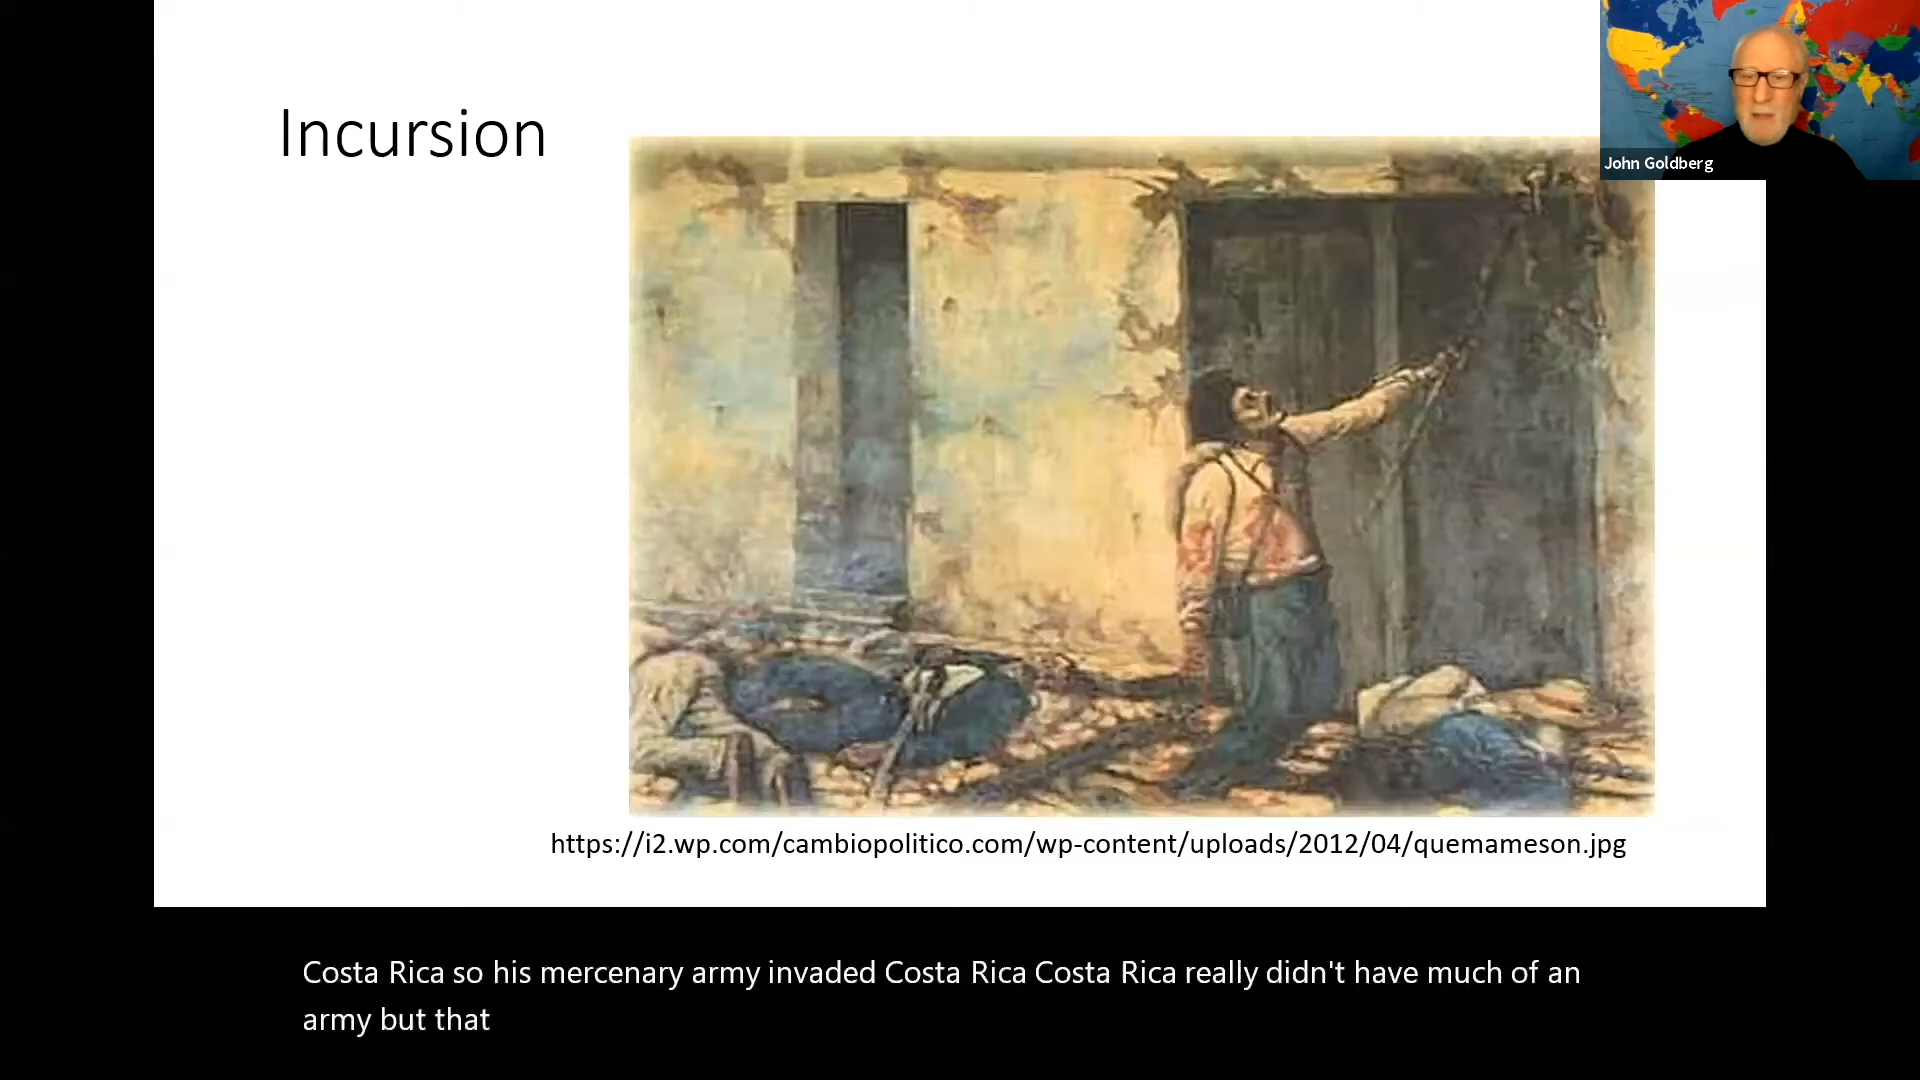 Incursion
John Goldberg
https://i2.wp.com/cambiopolitico.com/wp-content/uploads/2012/04/quemameson.jpg
Costa Rica so his mercenary army invaded Costa Rica Costa Rica really didn't have much of an
army but that